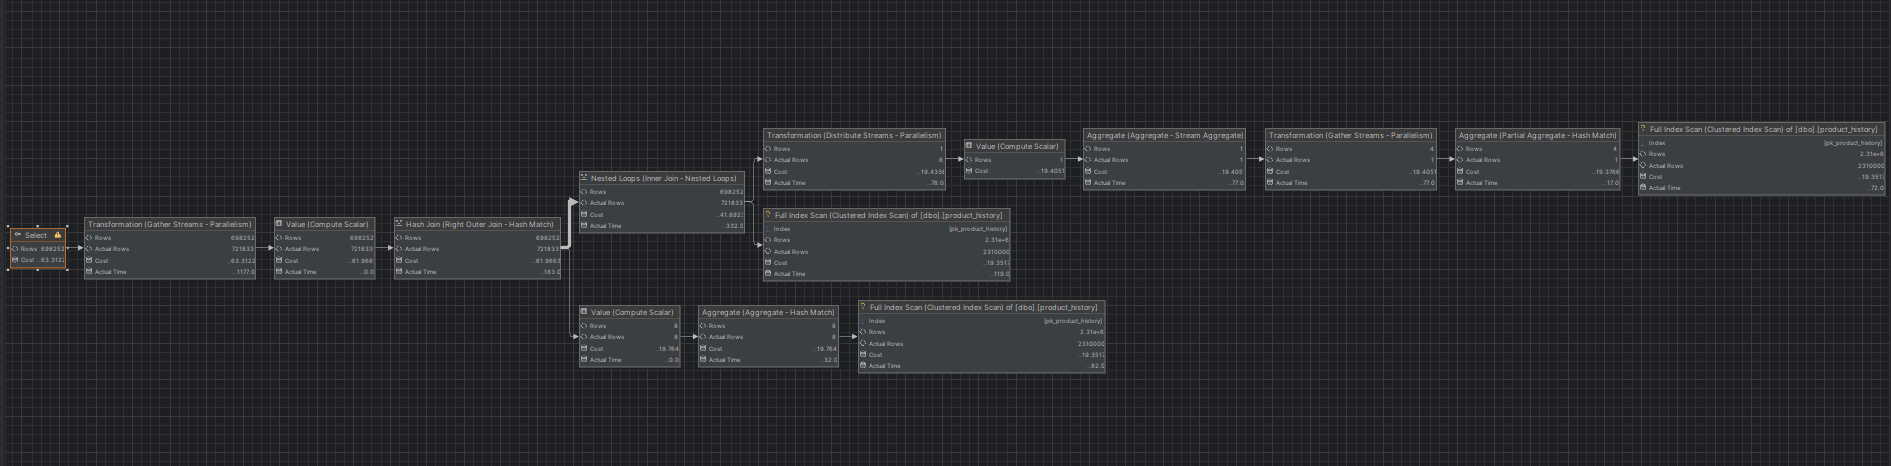 Select
Rows 698252
Cost ..63.3122
Transformation (Gather Streams - Parallelism)
Rows 698252
Actual Rows 721833
Cost ..63.3122
Actual Time ..1177.0
Value (Compute Scalar)
Rows 698252
Actual Rows 721833
Cost ..61.968
Actual Time ..0.0
Hash Join (Right Outer Join - Hash Match)
Rows 698252
Actual Rows 721833
Cost ..61.9663
Actual Time ..183.0
Nested Loops (Inner Join - Nested Loops)
Rows 698252
Actual Rows 721833
Cost ..41.8927
Actual Time ..332.0
Transformation (Distribute Streams - Parallelism)
Rows 1
Actual Rows 8
Cost ..19.4336
Actual Time ..78.0
Value (Compute Scalar)
Rows 1
Cost ..19.4051
Aggregate (Aggregate - Stream Aggregate)
Rows 1
Actual Rows 1
Cost ..19.405
Actual Time ..77.0
Transformation (Gather Streams - Parallelism)
Rows 4
Actual Rows 1
Cost ..19.4051
Actual Time ..77.0
Aggregate (Partial Aggregate - Hash Match)
Rows 4
Actual Rows 1
Cost ..19.3766
Actual Time ..17.0
Full Index Scan (Clustered Index Scan) of [dbo].[product_history]
Index [pk_product_history]
Rows 2.31e+6
Actual Rows 2310000
Cost ..19.3517
Actual Time ..72.0
Full Index Scan (Clustered Index Scan) of [dbo].[product_history]
Index [pk_product_history]
Rows 2.31e+6
Actual Rows 2310000
Cost ..19.3517
Actual Time ..119.0
Value (Compute Scalar)
Rows 8
Actual Rows 8
Cost ..19.764
Actual Time ..0.0
Aggregate (Aggregate - Hash Match)
Rows 8
Actual Rows 8
Cost ..19.764
Actual Time ..32.0
Full Index Scan (Clustered Index Scan) of [dbo].[product_history]
Index [pk_product_history]
Rows 2.31e+6
Actual Rows 2310000
Cost ..19.3517
Actual Time ..82.0